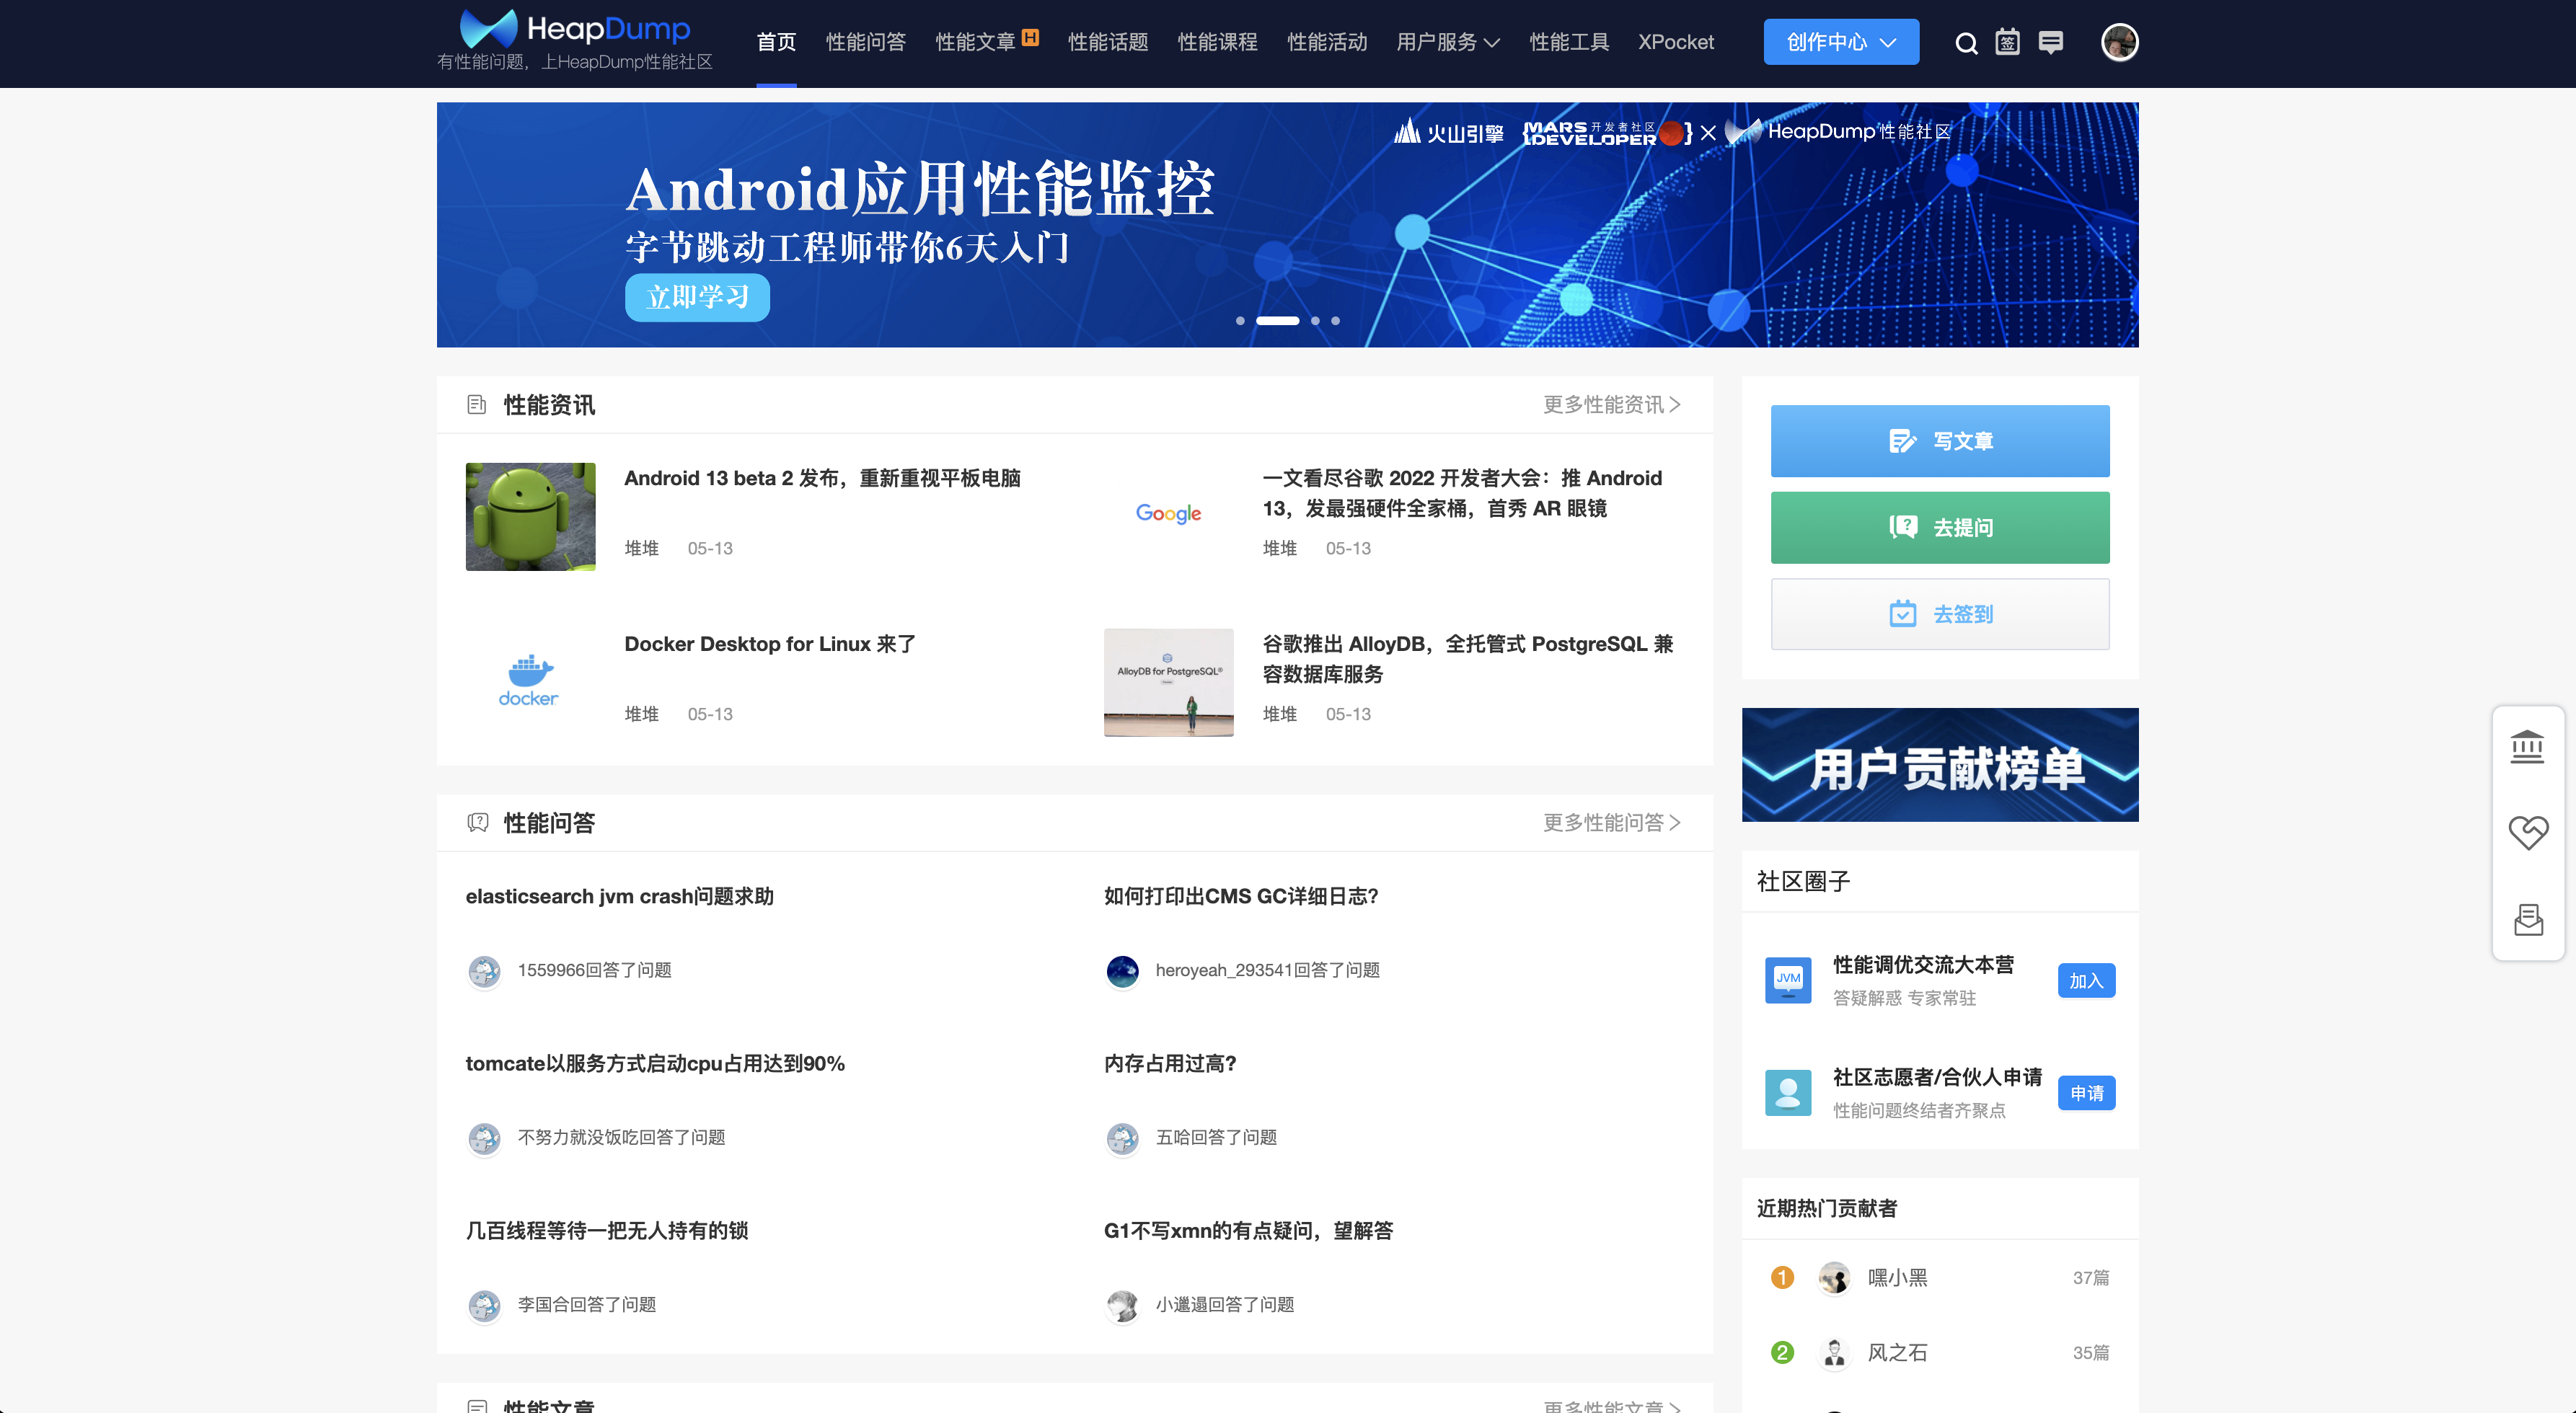 HeapDump
有性能问题，上HeapDump性能社区
首页 性能问答 性能文章 H 性能话题 性能课程 性能活动 用户服务 性能工具 XPocket 创作中心 签
火山引擎 {MARS DEVELOPER 开发者社区} × HeapDump性能社区
Android应用性能监控
字节跳动工程师带你6天入门
立即学习
性能资讯 更多性能资讯
Android 13 beta 2 发布，重新重视平板电脑
堆堆 05-13
Google
一文看尽谷歌 2022 开发者大会：推 Android
13，发最强硬件全家桶，首秀 AR 眼镜
堆堆 05-13
docker
Docker Desktop for Linux 来了
堆堆 05-13
AlloyDB for PostgreSQL
谷歌推出 AlloyDB，全托管式 PostgreSQL 兼
容数据库服务
堆堆 05-13
性能问答 更多性能问答
elasticsearch jvm crash问题求助
1559966回答了问题
如何打印出CMS GC详细日志?
heroyeah_293541回答了问题
tomcate以服务方式启动cpu占用达到90%
不努力就没饭吃回答了问题
内存占用过高?
五哈回答了问题
几百线程等待一把无人持有的锁
李国合回答了问题
G1不写xmn的有点疑问，望解答
小邋遢回答了问题
性能文章 更多性能文章
写文章
去提问
去签到
用户贡献榜单
社区圈子
JVM
性能调优交流大本营
答疑解惑 专家常驻
加入
社区志愿者/合伙人申请
性能问题终结者齐聚点
申请
近期热门贡献者
1 嘿小黑 37篇
2 风之石 35篇